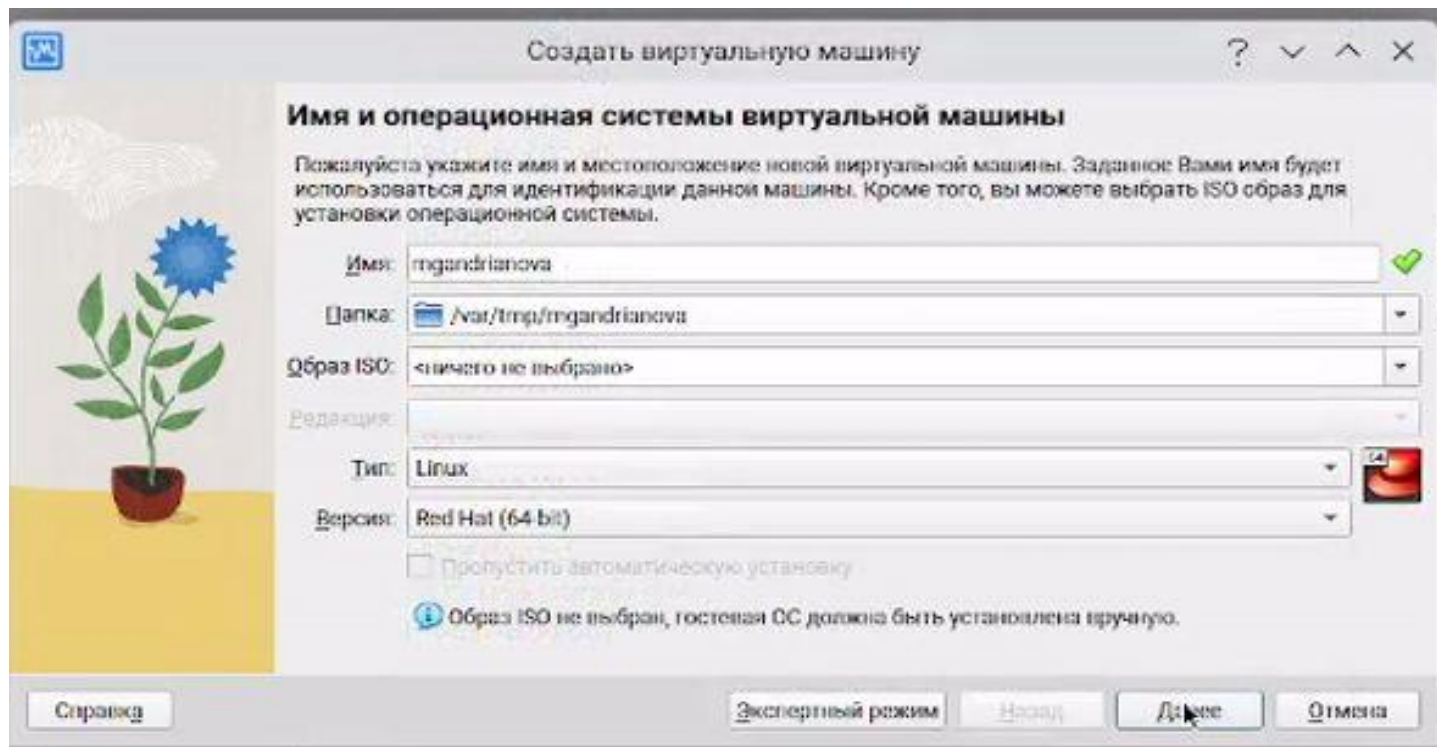 Создать виртуальную машину
Имя и операционная системы виртуальной машины
Пожалуйста укажите имя и местоположение новой виртуальной машины. Заданное Вами имя будет
использоваться для идентификации данной машины. Кроме того, вы можете выбрать ISO образ для
установки операционной системы.
Имя: mgandrianova
Папка: /var/tmp/mgandrianova
Образ ISO: <ничего не выбрано>
Редакция:
Тип: Linux
64
Версия: Red Hat (64-bit)
Пропустить автоматическую установку
Образ ISO не выбран, гостевая ОС должна быть установлена вручную.
Справка Экспертный режим Назад Далее Отмена